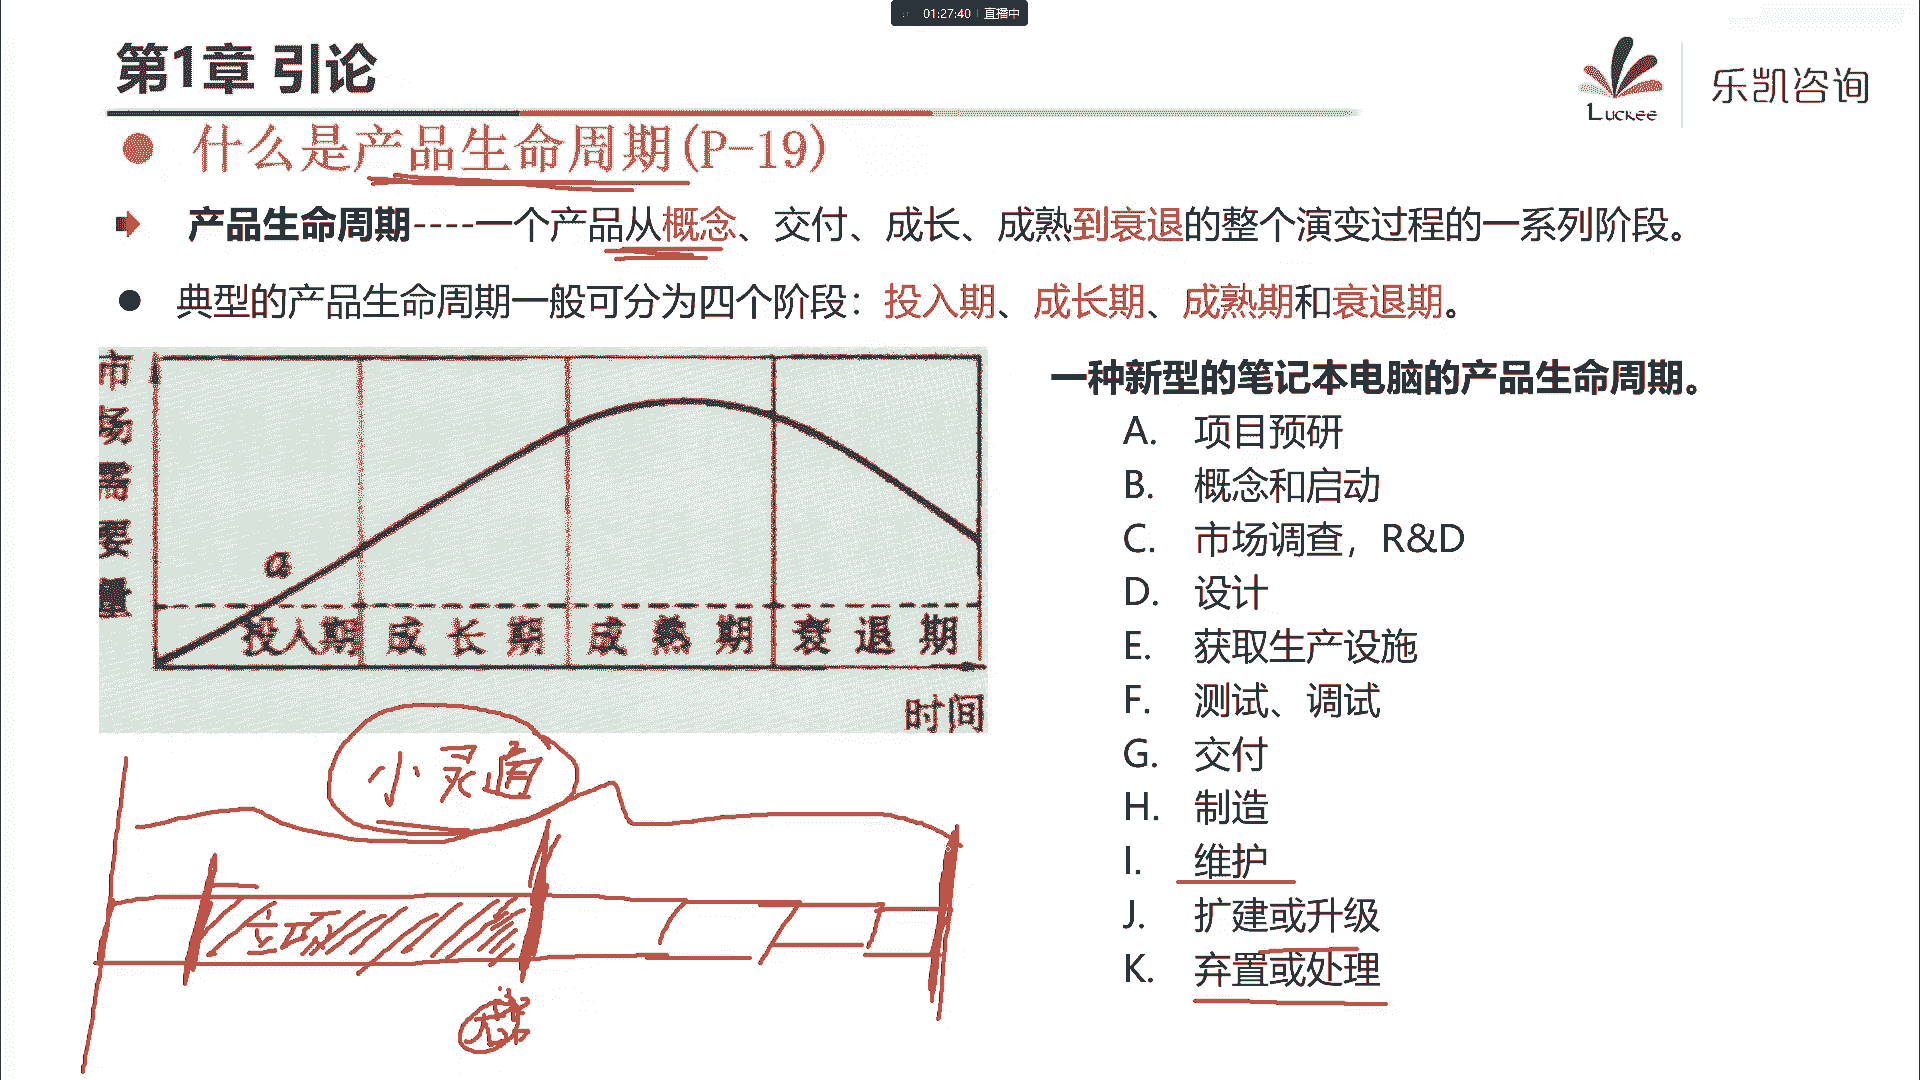 01:27:40 直播中
第1章 引论
Luckee 乐凯咨询
什么是产品生命周期(P-19)
产品生命周期----一个产品从概念、交付、成长、成熟到衰退的整个演变过程的一系列阶段。
典型的产品生命周期一般可分为四个阶段：投入期、成长期、成熟期和衰退期。
市场需要量
a
投入期 成长期 成熟期 衰退期
时间
一种新型的笔记本电脑的产品生命周期。
A. 项目预研
B. 概念和启动
C. 市场调查，R&D
D. 设计
E. 获取生产设施
F. 测试、调试
G. 交付
H. 制造
I. 维护
J. 扩建或升级
K. 弃置或处理
小灵通
立项